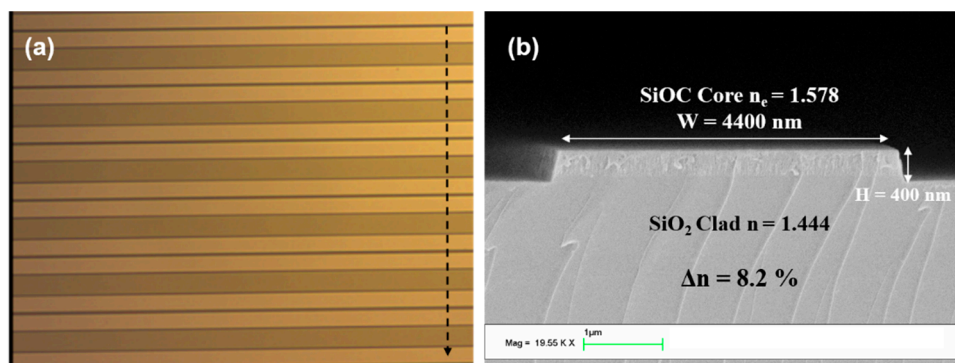 (a)
(b)
SiOC Core nₑ = 1.578
W = 4400 nm
H = 400 nm
SiO₂ Clad n = 1.444
Δn = 8.2 %
Mag = 19.55 K X
1µm